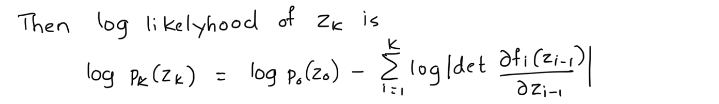 Then log likelyhood of z_K is
log p_K(z_K) = log p_0(z_0) - ∑_{i=1}^{K} log |det ∂f_i(z_{i-1})/∂z_{i-1}|